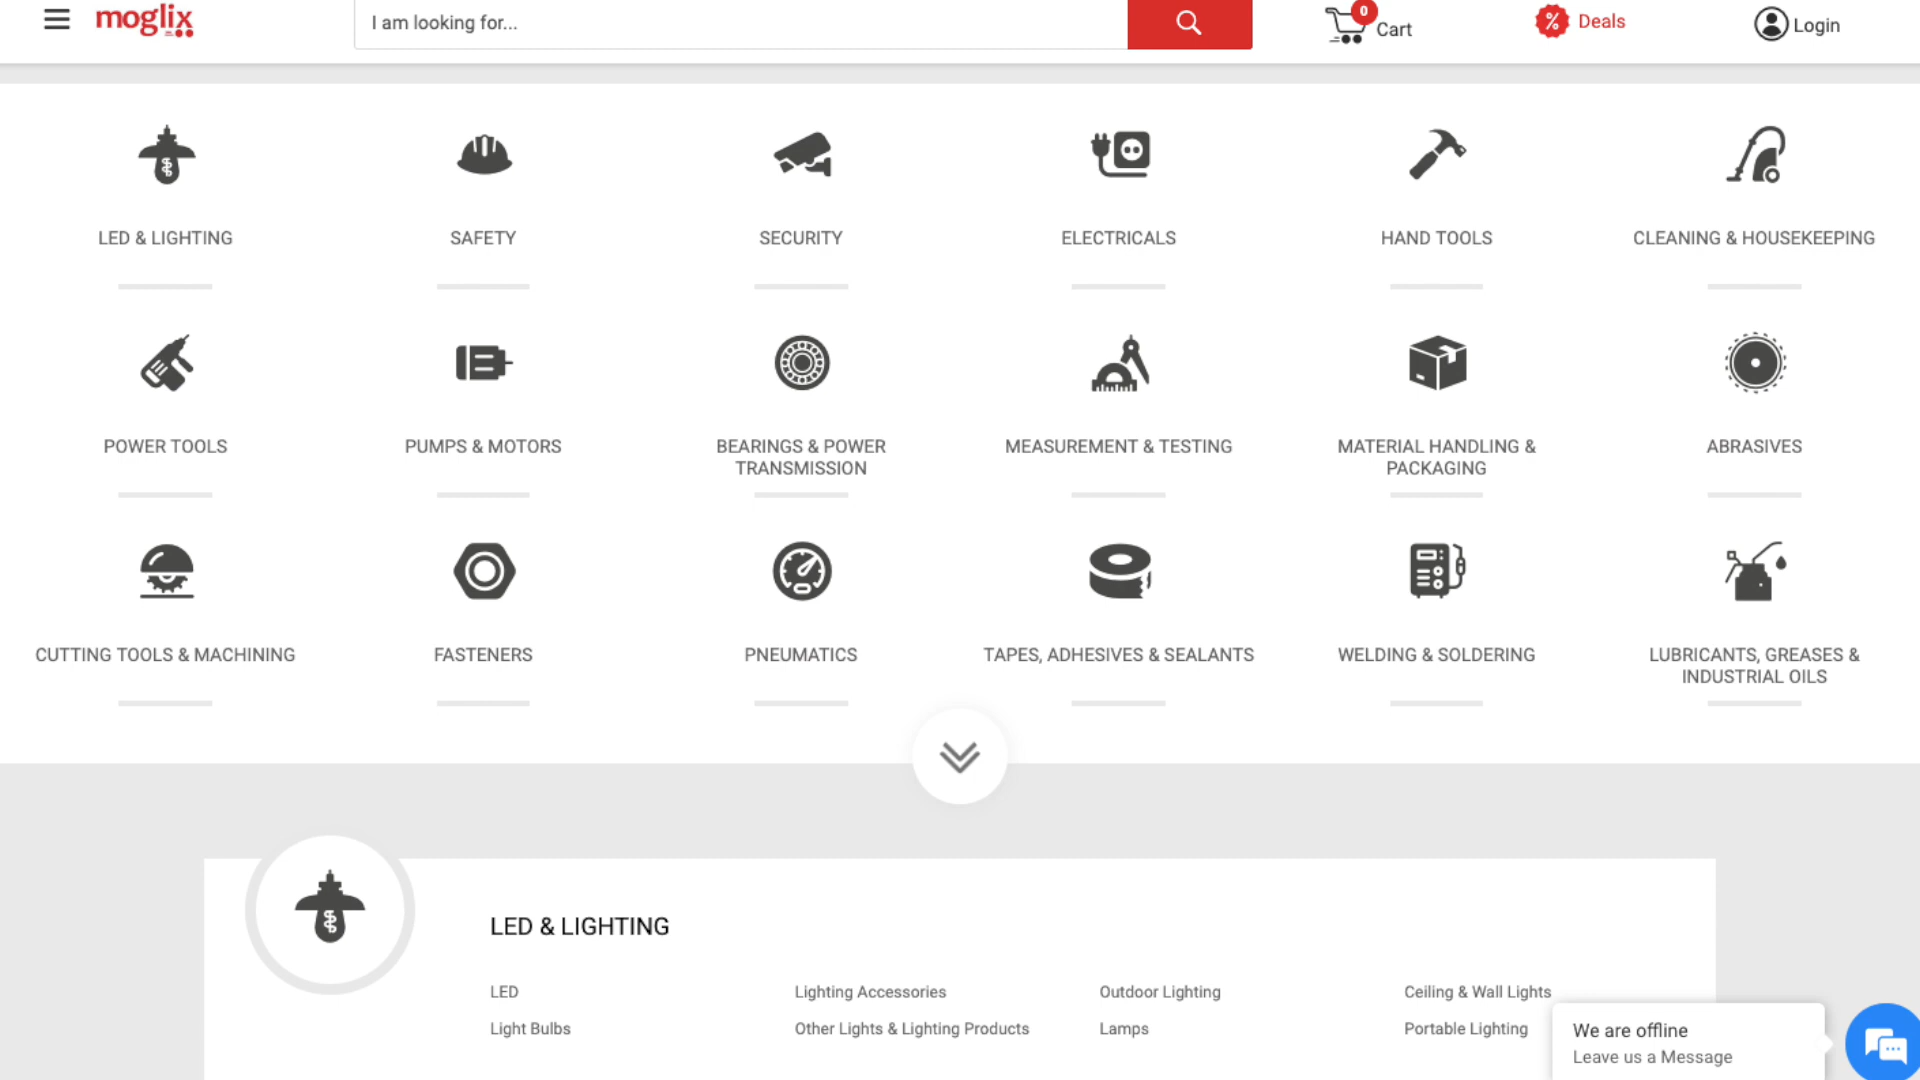 moglix
I am looking for...
0
Cart
%
Deals
Login
LED & LIGHTING
SAFETY
SECURITY
ELECTRICALS
HAND TOOLS
CLEANING & HOUSEKEEPING
POWER TOOLS
PUMPS & MOTORS
BEARINGS & POWER
TRANSMISSION
MEASUREMENT & TESTING
MATERIAL HANDLING &
PACKAGING
ABRASIVES
CUTTING TOOLS & MACHINING
FASTENERS
PNEUMATICS
TAPES, ADHESIVES & SEALANTS
WELDING & SOLDERING
LUBRICANTS, GREASES &
INDUSTRIAL OILS
LED & LIGHTING
LED
Lighting Accessories
Outdoor Lighting
Ceiling & Wall Lights
Light Bulbs
Other Lights & Lighting Products
Lamps
Portable Lighting
We are offline
Leave us a Message